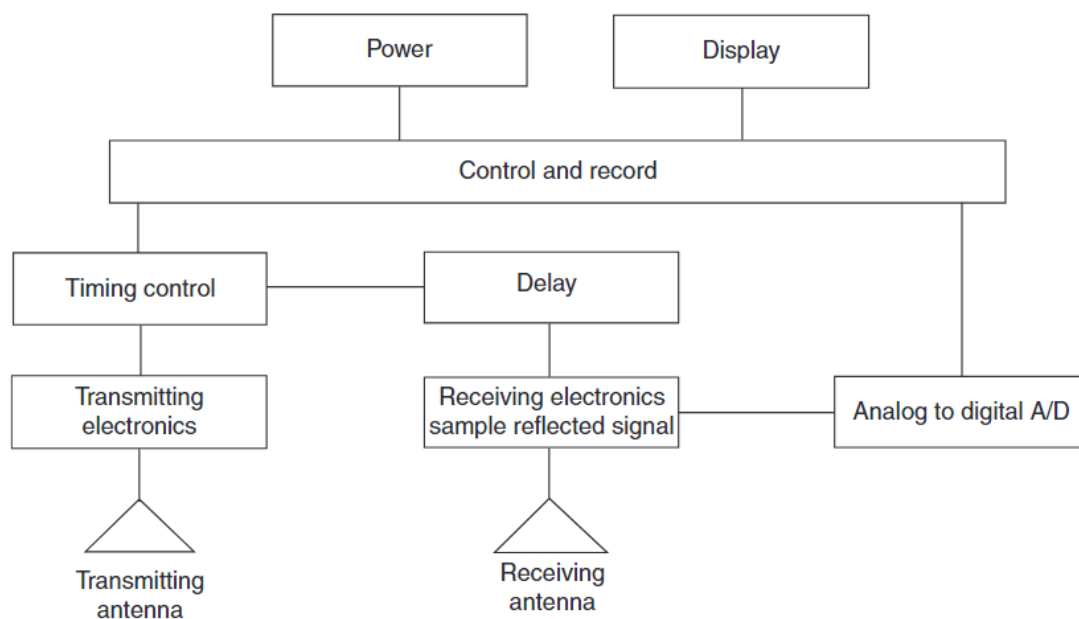 Power
Display
Control and record
Timing control
Delay
Transmitting
electronics
Receiving electronics
sample reflected signal
Analog to digital A/D
Transmitting
antenna
Receiving
antenna